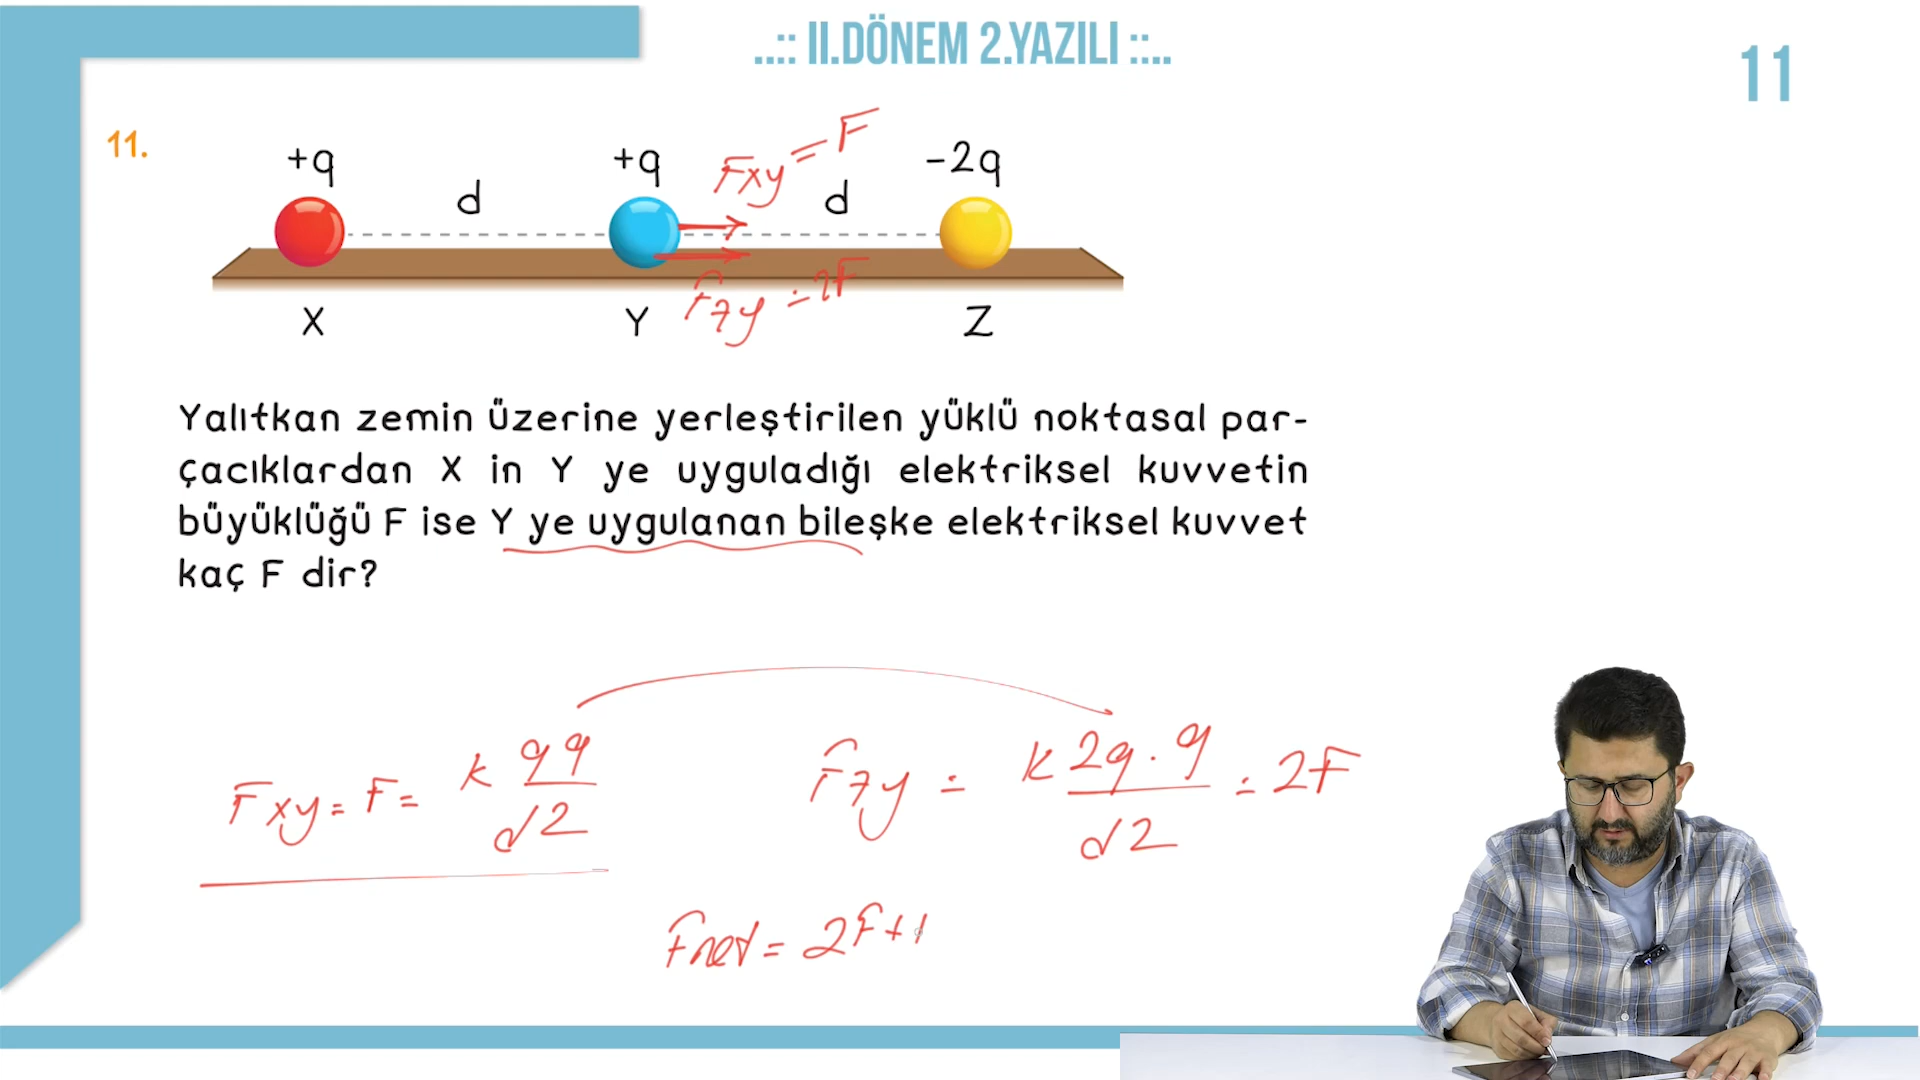 ..:: II.DÖNEM 2.YAZILI ::..
11
11.
+q d +q Fxy = F d -2q
Fzy = 2F
X Y Z
Yalıtkan zemin üzerine yerleştirilen yüklü noktasal par-
çacıklardan X in Y ye uyguladığı elektriksel kuvvetin
büyüklüğü F ise Y ye uygulanan bileşke elektriksel kuvvet
kaç F dir?
Fxy = F = k qq / d2
Fzy = k 2q . q / d2 = 2F
Fnet = 2F +